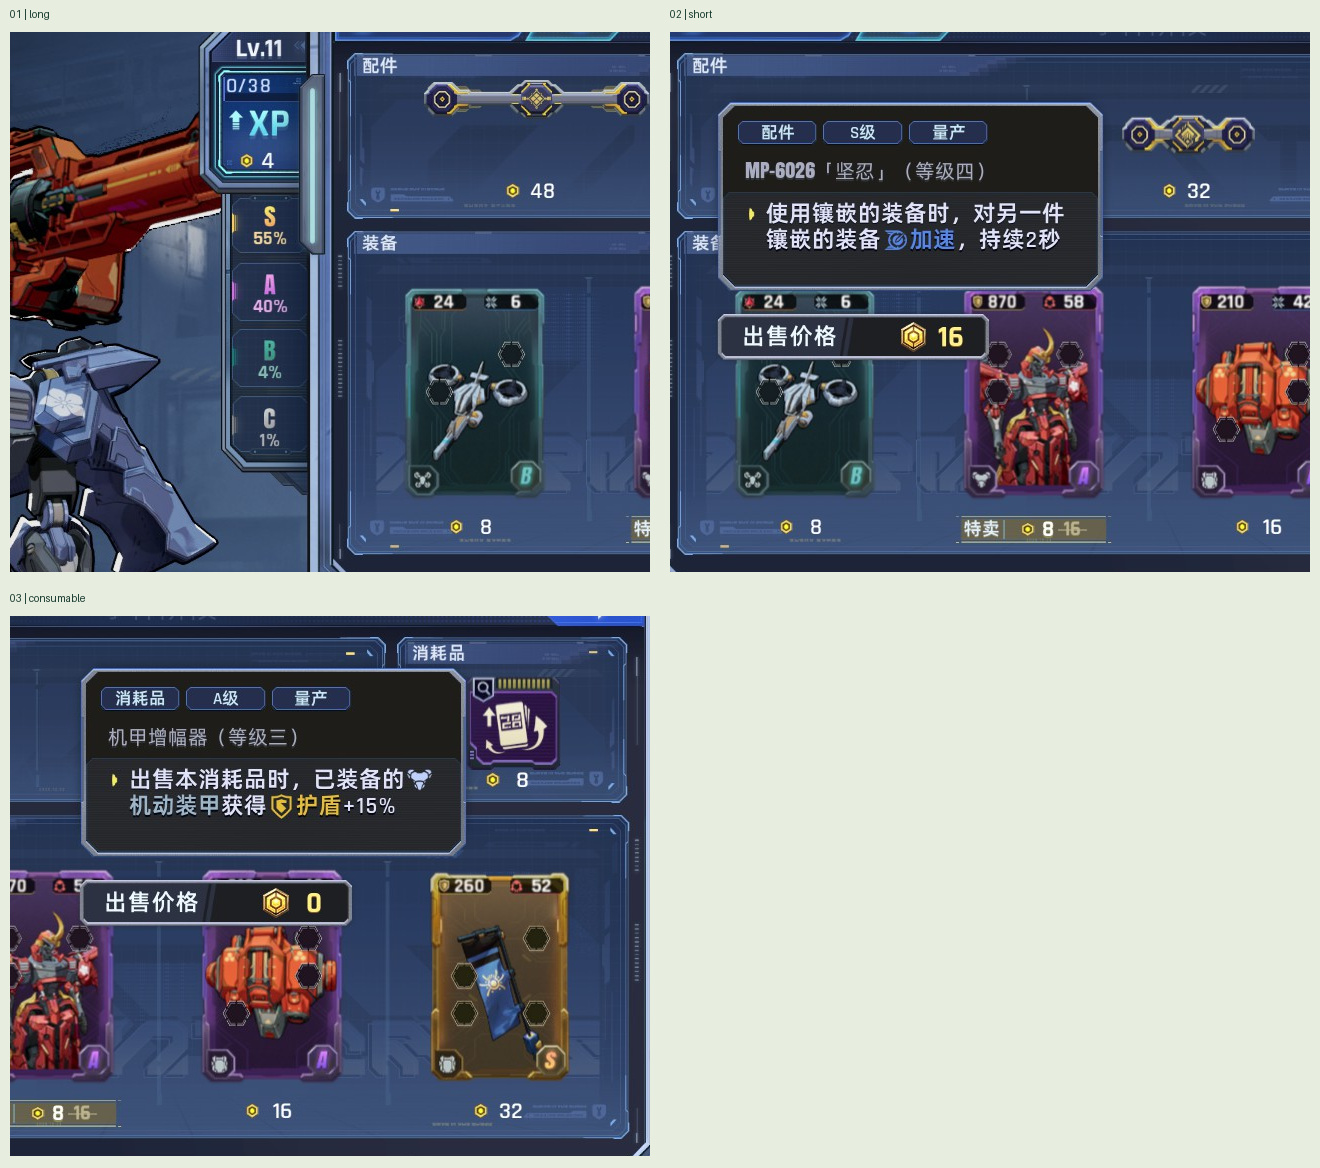 01 | long
Lv.11
0/38
XP
4
S
55%
A
40%
B
4%
C
1%
配件
48
装备
24
6
B
8
特
02 | short
配件
配件
S级
量产
MP-6026「坚忍」（等级四）
使用镶嵌的装备时，对另一件
镶嵌的装备加速，持续2秒
32
出售价格
16
24
6
870
58
210
42
B
A
8
特卖
8
16
16
03 | consumable
消耗品
消耗品
A级
量产
机甲增幅器（等级三）
出售本消耗品时，已装备的
机动装甲获得护盾+15%
28
8
出售价格
0
260
52
A
A
S
8
16
16
32